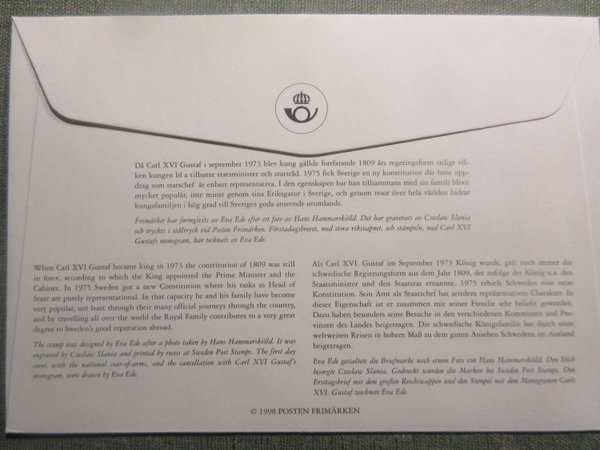 Då Carl XVI Gustaf i september 1973 blev kung gällde fortfarande 1809 års regeringsform enligt vil-
ken kungen bl a tillsatte statsminister och statsråd. 1975 fick Sverige en ny konstitution där hans upp-
drag som statschef är enbart representativa. I den egenskapen har han tillsammans med sin familj blivit
mycket populär, inte minst genom sina Eriksgator i Sverige, och genom resor över hela världen bidrar
kungafamiljen i hög grad till Sveriges goda anseende utomlands.
Frimärket har formgivits av Eva Ede efter ett foto av Hans Hammarskiöld. Det har graverats av Czeslaw Slania
och tryckts i ståltryck vid Posten Frimärken. Förstadagsbrevet, med stora riksvapnet, och stämpeln, med Carl XVI
Gustafs monogram, har tecknats av Eva Ede.
When Carl XVI Gustaf became king in 1973 the constitution of 1809 was still
in force, according to which the King appointed the Prime Minister and the
Cabinet. In 1975 Sweden got a new Constitution where his tasks as Head of
State are purely representational. In that capacity he and his family have become
very popular, not least through their many official journeys through the country,
and by travelling all over the world the Royal Family contributes to a very great
degree to Sweden's good reputation abroad.
The stamp was designed by Eva Ede after a photo taken by Hans Hammarskiöld. It was
engraved by Czeslaw Slania and printed by recess at Sweden Post Stamps. The first day
cover, with the national coat-of-arms, and the cancellation with Carl XVI Gustaf's
monogram, were drawn by Eva Ede.
Als Carl XVI. Gustaf im September 1973 König wurde, galt noch immer die
schwedische Regierungsform aus dem Jahr 1809, der zufolge der König u.a. den
Staatsminister und den Staatsrat ernannte. 1975 erhielt Schweden eine neue
Konstitution. Sein Amt als Staatschef hat seitdem repräsentativen Charakter. In
dieser Eigenschaft ist er zusammen mit seiner Familie sehr beliebt geworden.
Dazu haben besonders seine Besuche in den verschiedenen Kommunen und Pro-
vinzen des Landes beigetragen. Die schwedische Königsfamilie hat durch seine
weltweiten Reisen in hohem Maß zu dem guten Ansehen Schwedens im Ausland
beigetragen.
Eva Ede gestaltete die Briefmarke nach einem Foto von Hans Hammarskiöld. Den Stich
besorgte Czeslaw Slania. Gedruckt wurden die Marken bei Sweden Post Stamps. Den
Ersttagsbrief mit dem großen Reichswappen und den Stempel mit dem Monogramm Carls
XVI. Gustaf zeichnete Eva Ede.
© 1998 POSTEN FRIMÄRKEN